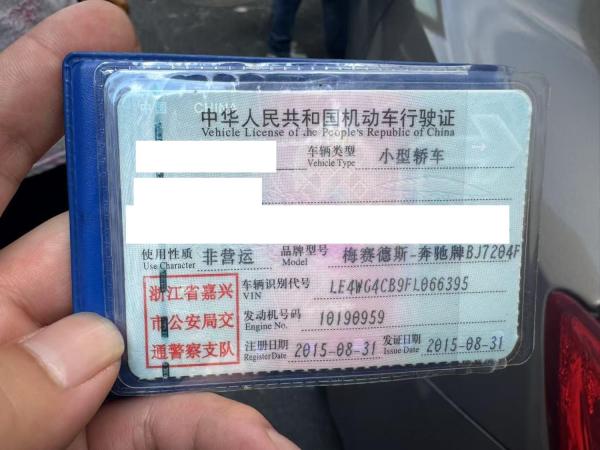 CHINA
中华人民共和国机动车行驶证
Vehicle License of the People's Republic of China
车辆类型 小型轿车
Vehicle Type
使用性质 非营运 品牌型号 梅赛德斯-奔驰牌BJ7204F
Use Character Model
浙江省嘉兴
市公安局交
通警察支队
车辆识别代号 LE4WG4CB9FL066395
VIN
发动机号码 10190959
Engine No.
注册日期 2015-08-31 发证日期 2015-08-31
Register Date Issue Date